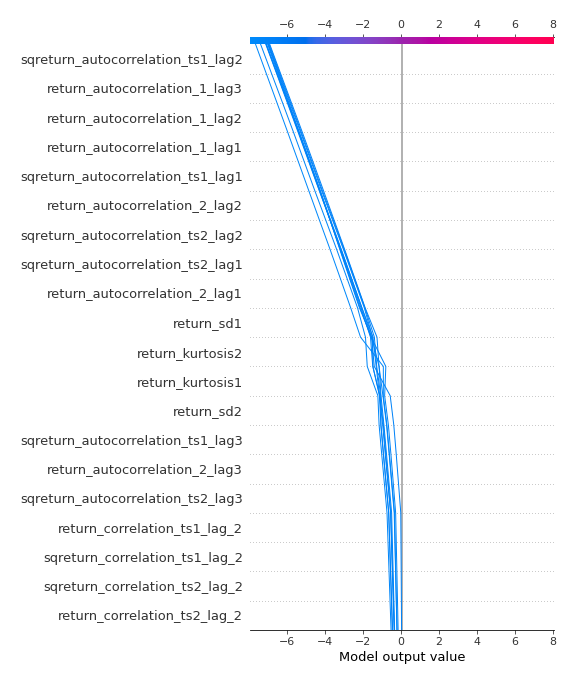 −6 −4 −2 0 2 4 6 8
sqreturn_autocorrelation_ts1_lag2
return_autocorrelation_1_lag3
return_autocorrelation_1_lag2
return_autocorrelation_1_lag1
sqreturn_autocorrelation_ts1_lag1
return_autocorrelation_2_lag2
sqreturn_autocorrelation_ts2_lag2
sqreturn_autocorrelation_ts2_lag1
return_autocorrelation_2_lag1
return_sd1
return_kurtosis2
return_kurtosis1
return_sd2
sqreturn_autocorrelation_ts1_lag3
return_autocorrelation_2_lag3
sqreturn_autocorrelation_ts2_lag3
return_correlation_ts1_lag_2
sqreturn_correlation_ts1_lag_2
sqreturn_correlation_ts2_lag_2
return_correlation_ts2_lag_2
−6 −4 −2 0 2 4 6 8
Model output value